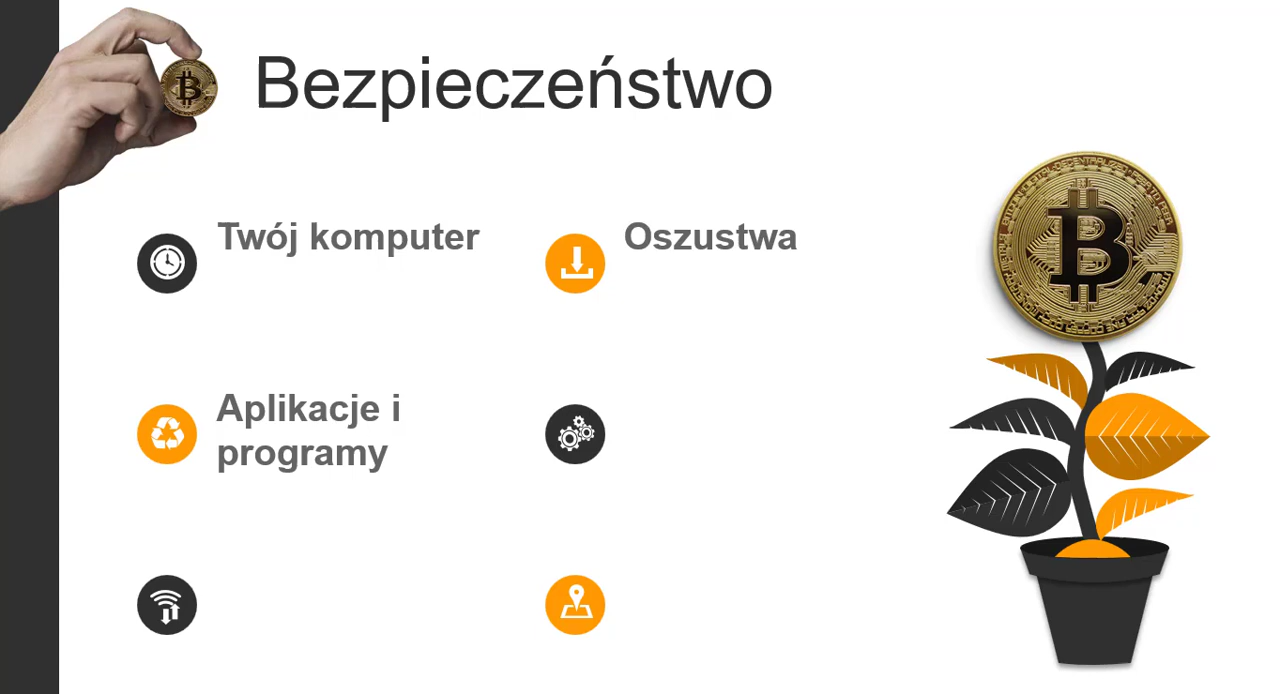 Bezpieczeństwo
Twój komputer
Oszustwa
Aplikacje i
programy